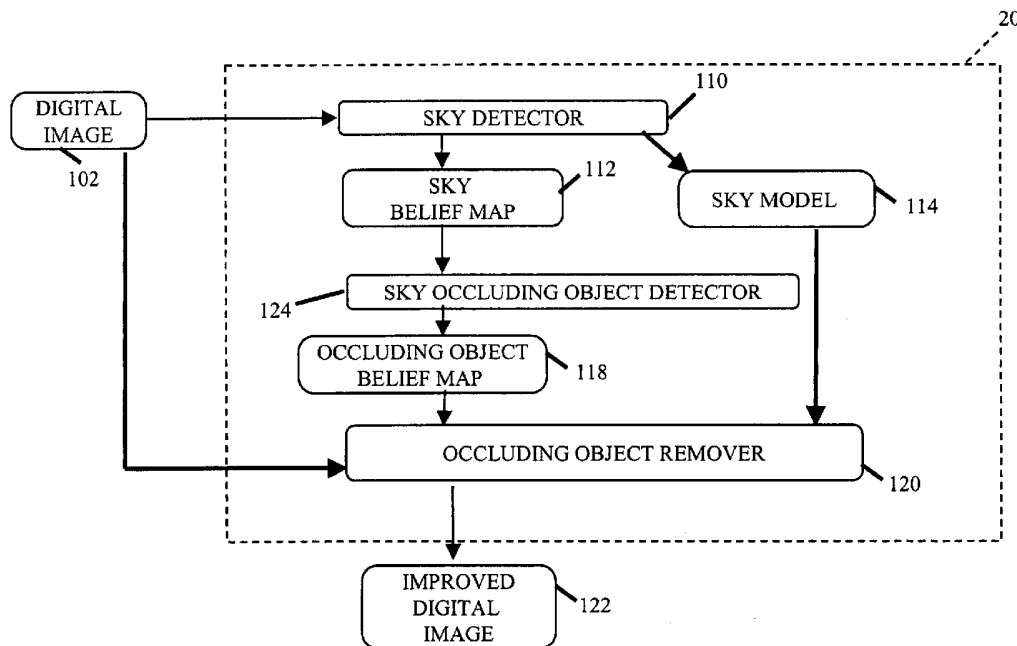 20
DIGITAL
IMAGE
102
SKY DETECTOR
110
SKY
BELIEF MAP
112
SKY MODEL
114
124
SKY OCCLUDING OBJECT DETECTOR
OCCLUDING OBJECT
BELIEF MAP
118
OCCLUDING OBJECT REMOVER
120
IMPROVED
DIGITAL
IMAGE
122